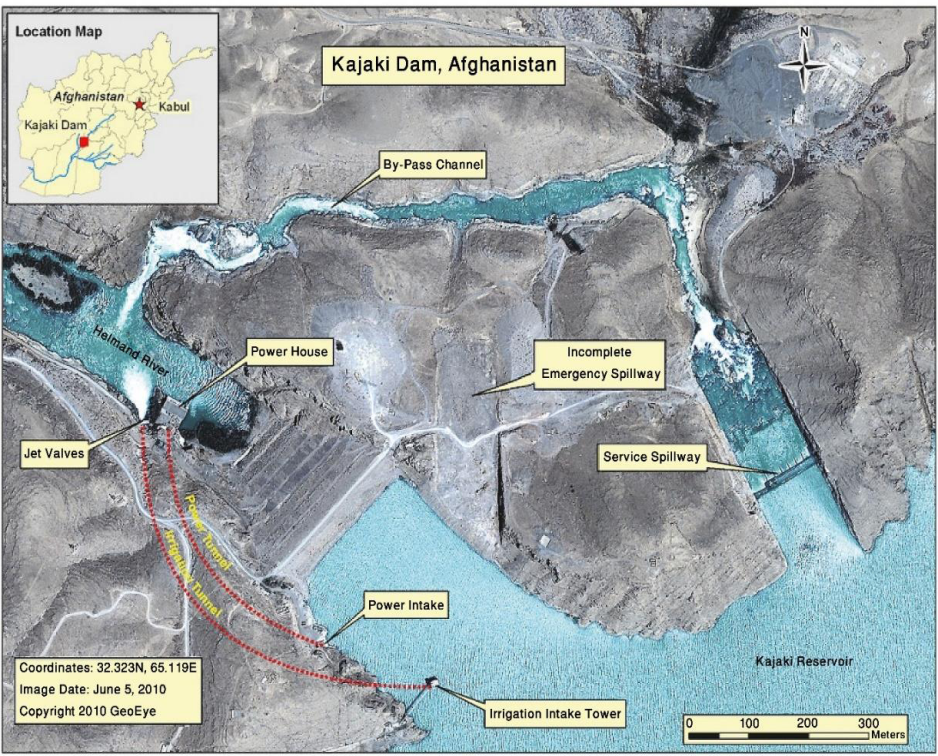 Location Map
Afghanistan
Kabul
Kajaki Dam
Kajaki Dam, Afghanistan
N
By-Pass Channel
Helmand River
Power House
Incomplete
Emergency Spillway
Jet Valves
Service Spillway
Power Tunnel
Irrigation Tunnel
Power Intake
Kajaki Reservoir
Irrigation Intake Tower
Coordinates: 32.323N, 65.119E
Image Date: June 5, 2010
Copyright 2010 GeoEye
0 100 200 300
Meters